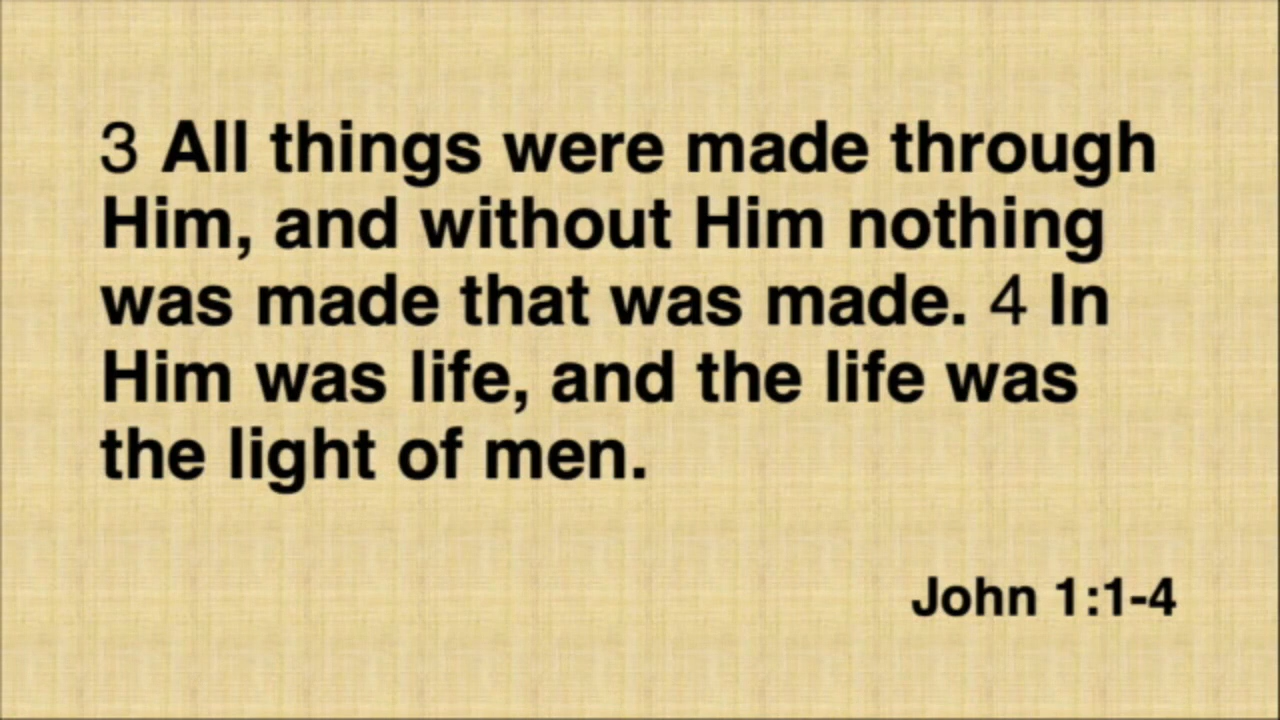 3 All things were made through
Him, and without Him nothing
was made that was made. 4 In
Him was life, and the life was
the light of men.
John 1:1-4